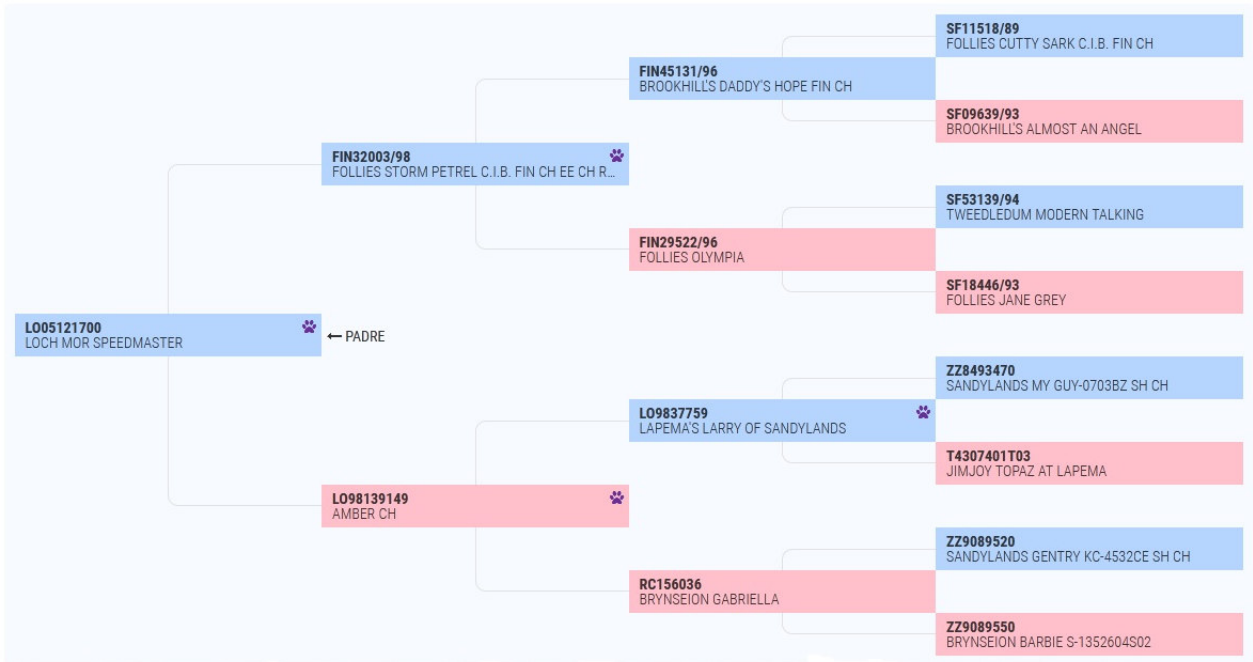 SF11518/89
FOLLIES CUTTY SARK C.I.B. FIN CH
FIN45131/96
BROOKHILL'S DADDY'S HOPE FIN CH
SF09639/93
BROOKHILL'S ALMOST AN ANGEL
FIN32003/98
FOLLIES STORM PETREL C.I.B. FIN CH EE CH R...
SF53139/94
TWEEDLEDUM MODERN TALKING
FIN29522/96
FOLLIES OLYMPIA
SF18446/93
FOLLIES JANE GREY
LO05121700
LOCH MOR SPEEDMASTER
← PADRE
ZZ8493470
SANDYLANDS MY GUY-0703BZ SH CH
LO9837759
LAPEMA'S LARRY OF SANDYLANDS
T4307401T03
JIMJOY TOPAZ AT LAPEMA
LO98139149
AMBER CH
ZZ9089520
SANDYLANDS GENTRY KC-4532CE SH CH
RC156036
BRYNSEION GABRIELLA
ZZ9089550
BRYNSEION BARBIE S-1352604S02